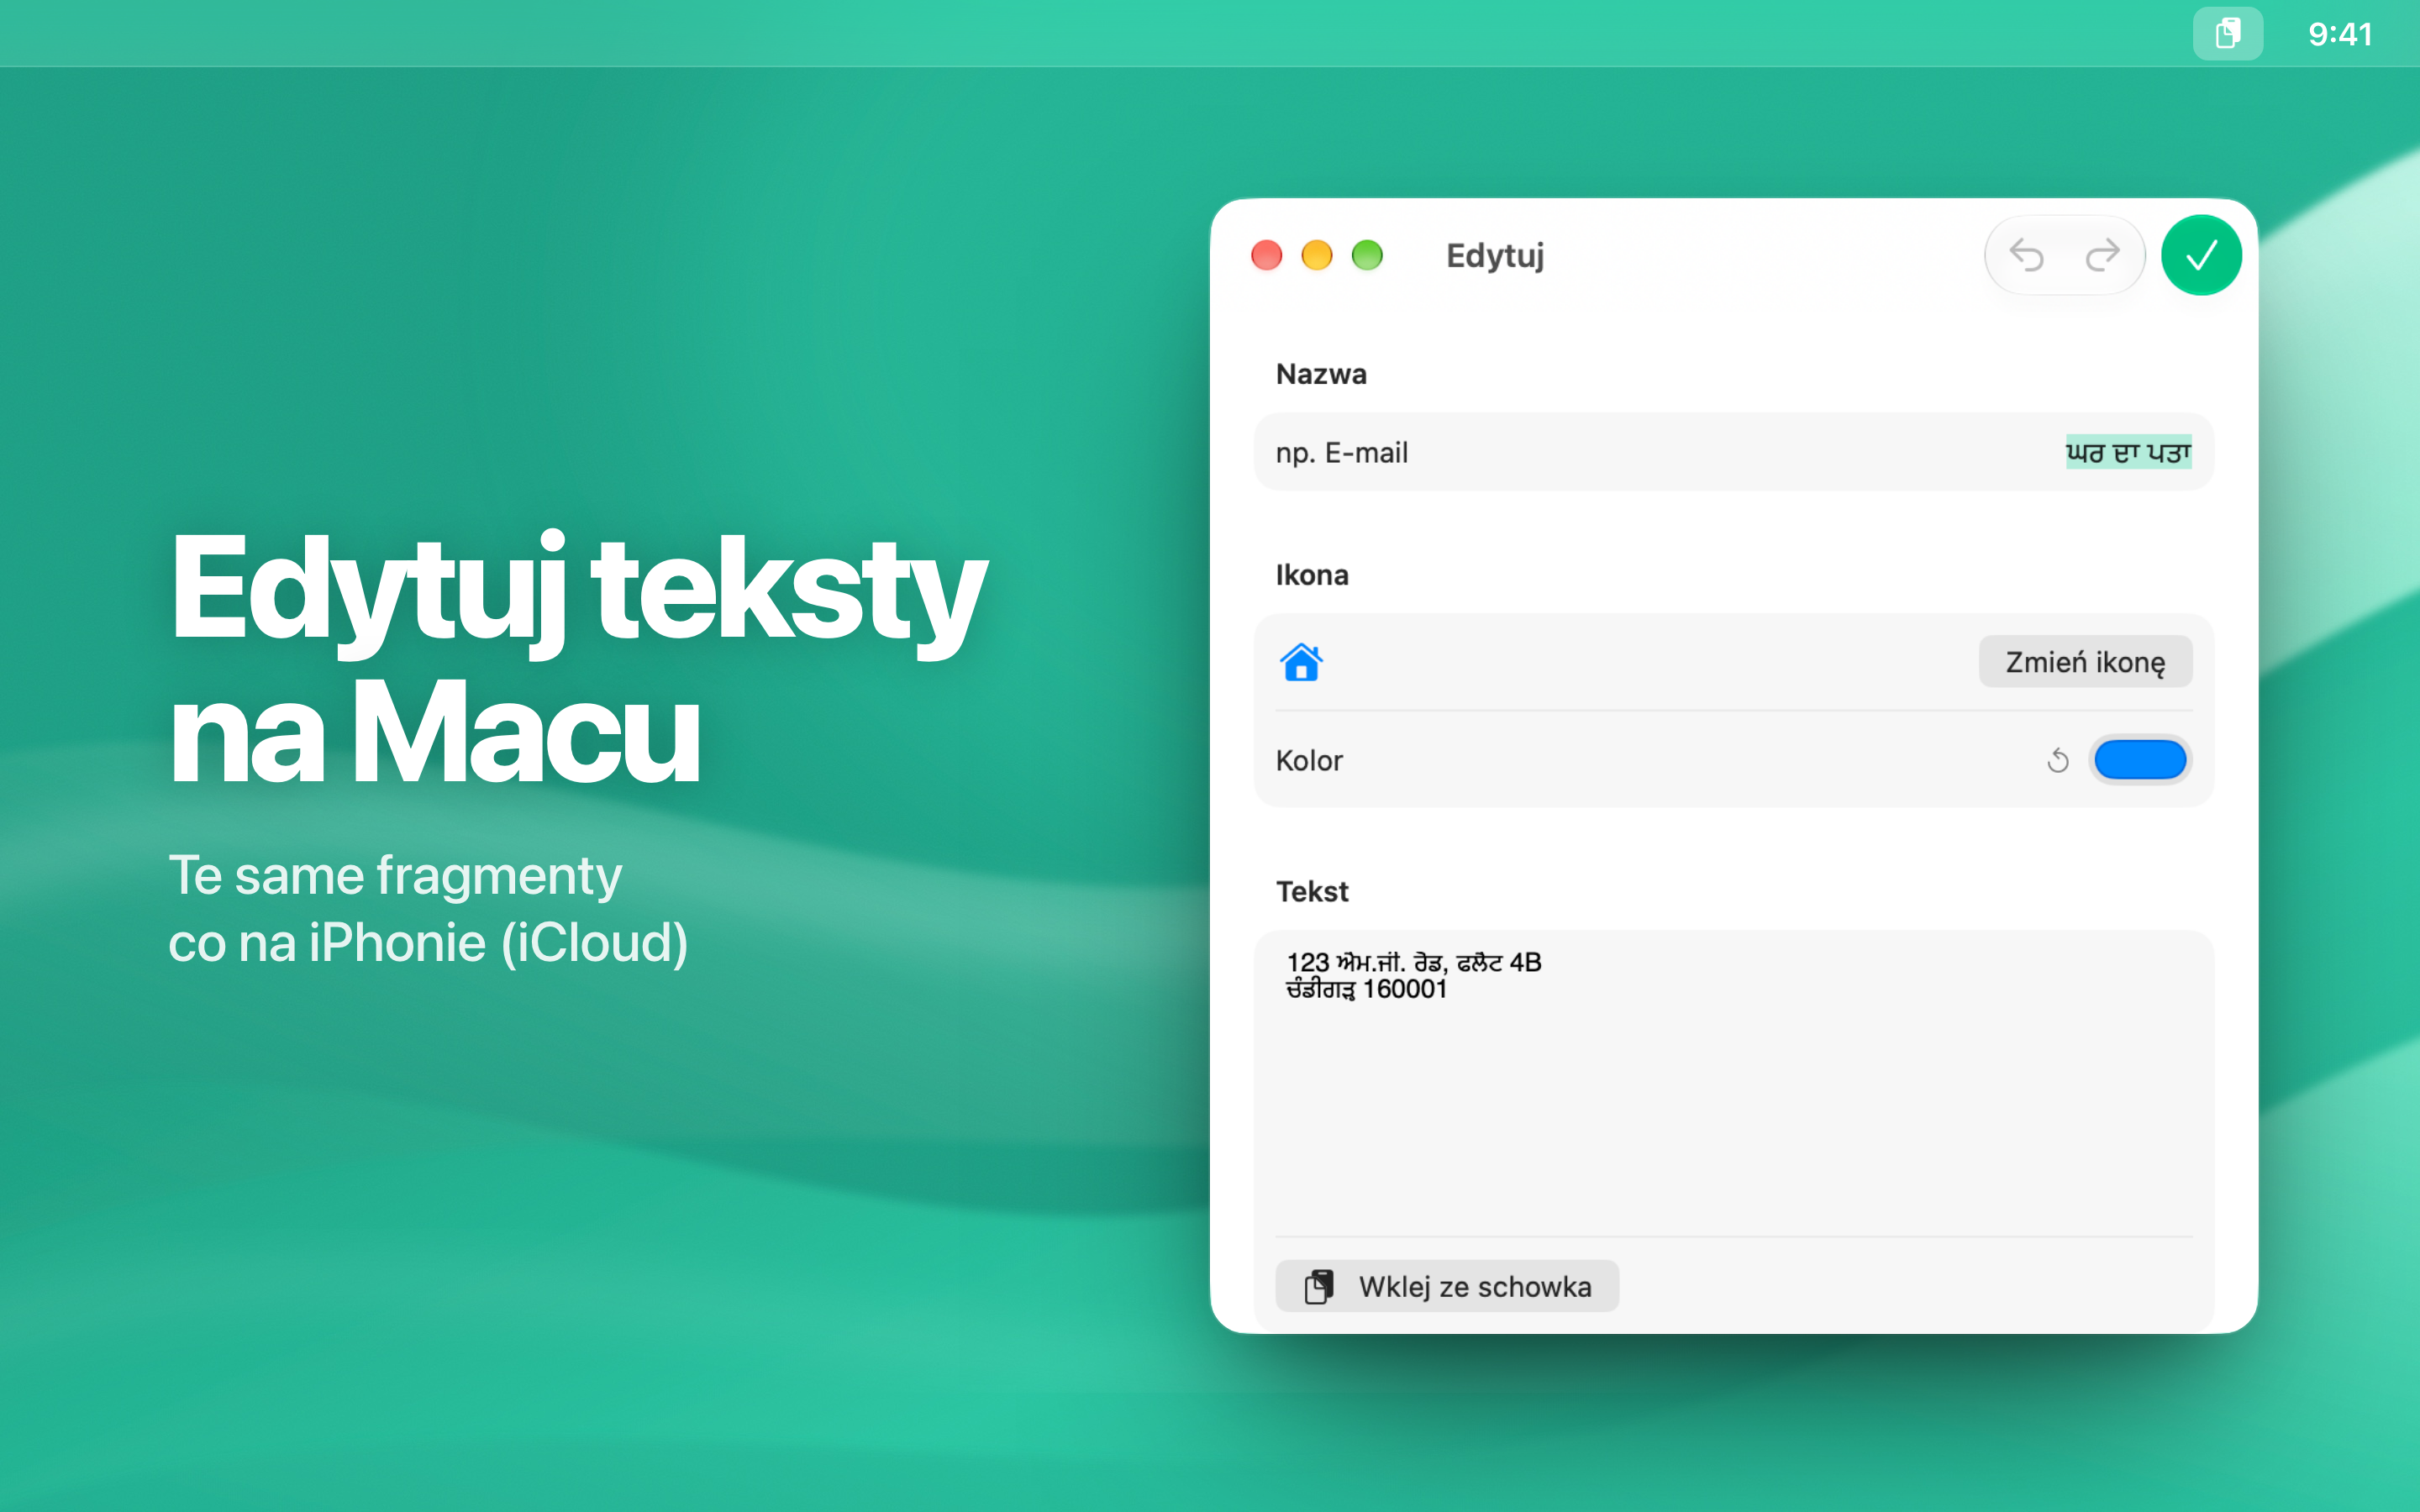 9:41
Edytuj teksty
na Macu
Te same fragmenty
co na iPhonie (iCloud)
Edytuj
Nazwa
np. E-mail
ਘਰ ਦਾ ਪਤਾ
Ikona
Zmień ikonę
Kolor
Tekst
123 ਐਮ.ਜੀ. ਰੋਡ, ਫਲੈਟ 4B
ਚੰਡੀਗੜ੍ਹ 160001
Wklej ze schowka